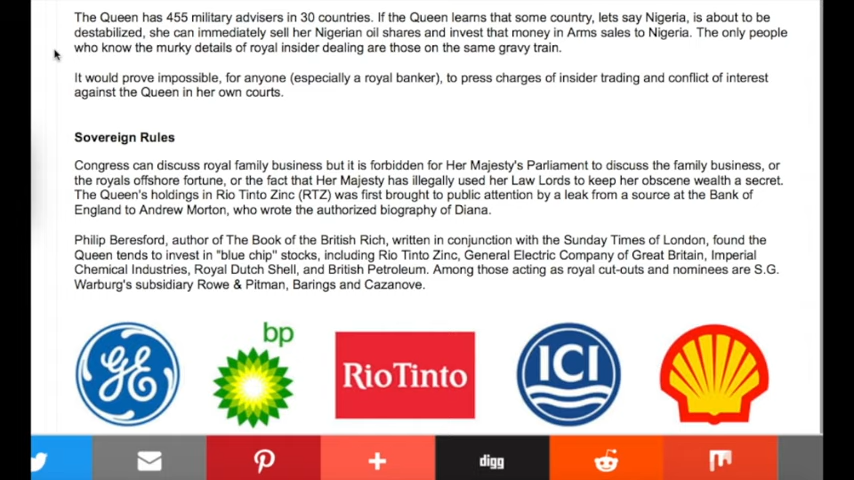 The Queen has 455 military advisers in 30 countries. If the Queen learns that some country, lets say Nigeria, is about to be
destabilized, she can immediately sell her Nigerian oil shares and invest that money in Arms sales to Nigeria. The only people
who know the murky details of royal insider dealing are those on the same gravy train.
It would prove impossible, for anyone (especially a royal banker), to press charges of insider trading and conflict of interest
against the Queen in her own courts.
Sovereign Rules
Congress can discuss royal family business but it is forbidden for Her Majesty's Parliament to discuss the family business, or
the royals offshore fortune, or the fact that Her Majesty has illegally used her Law Lords to keep her obscene wealth a secret.
The Queen's holdings in Rio Tinto Zinc (RTZ) was first brought to public attention by a leak from a source at the Bank of
England to Andrew Morton, who wrote the authorized biography of Diana.
Philip Beresford, author of The Book of the British Rich, written in conjunction with the Sunday Times of London, found the
Queen tends to invest in "blue chip" stocks, including Rio Tinto Zinc, General Electric Company of Great Britain, Imperial
Chemical Industries, Royal Dutch Shell, and British Petroleum. Among those acting as royal cut-outs and nominees are S.G.
Warburg's subsidiary Rowe & Pitman, Barings and Cazanove.
GE bp RioTinto ICI
digg